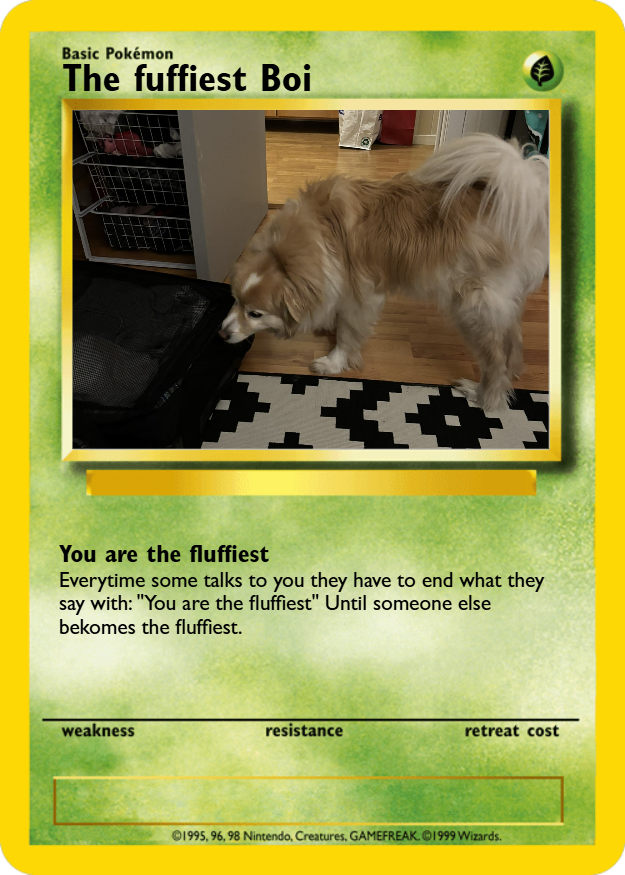 Basic Pokémon
The fuffiest Boi
You are the fluffiest
Everytime some talks to you they have to end what they
say with: "You are the fluffiest" Until someone else
bekomes the fluffiest.
weakness resistance retreat cost
©1995, 96, 98 Nintendo, Creatures, GAMEFREAK. ©1999 Wizards.